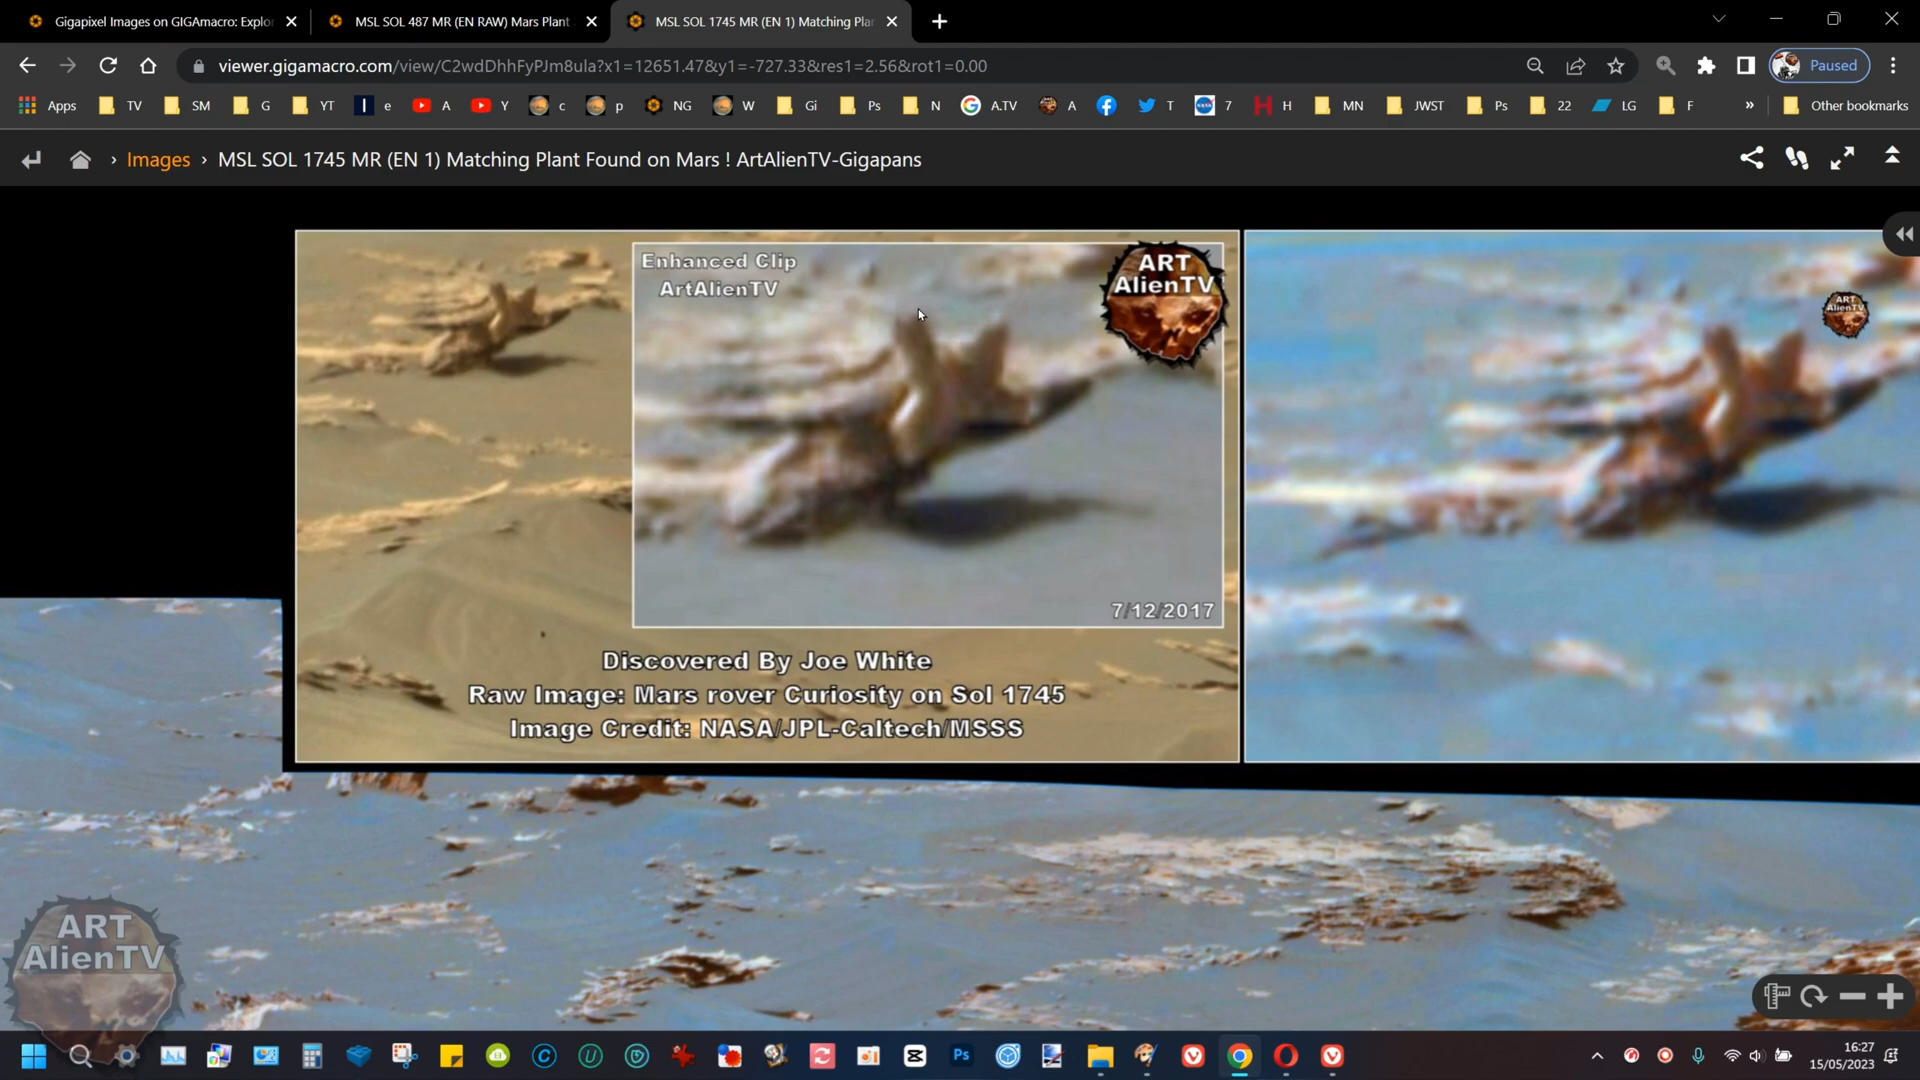 Gigapixel Images on GIGAmacro: Explo
MSL SOL 487 MR (EN RAW) Mars Plant
MSL SOL 1745 MR (EN 1) Matching Plan
viewer.gigamacro.com/view/C2wdDhhFyPJm8ula?x1=12651.47&y1=-727.33&res1=2.56&rot1=0.00
Paused
Apps TV SM G YT e A Y c p NG W Gi Ps N A.TV A T 7 H MN JWST Ps 22 LG F » Other bookmarks
› Images › MSL SOL 1745 MR (EN 1) Matching Plant Found on Mars ! ArtAlienTV-Gigapans
Enhanced Clip
ArtAlienTV
ART
AlienTV
ART
AlienTV
7/12/2017
Discovered By Joe White
Raw Image: Mars rover Curiosity on Sol 1745
Image Credit: NASA/JPL-Caltech/MSSS
ART
AlienTV
Ps
16:27
15/05/2023